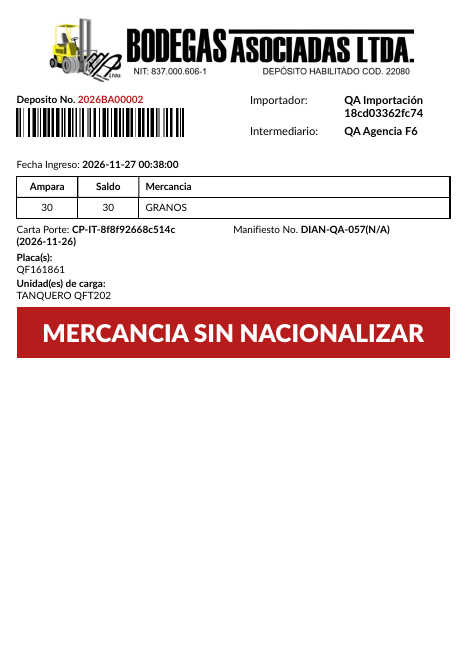 BODEGAS ASOCIADAS LTDA.
Ltda.
NIT: 837.000.606-1 DEPÓSITO HABILITADO COD. 22080
Deposito No. 2026BA00002
Importador: QA Importación
18cd03362fc74
Intermediario: QA Agencia F6
Fecha Ingreso: 2026-11-27 00:38:00
Ampara Saldo Mercancia
30 30 GRANOS
Carta Porte: CP-IT-8f8f92668c514c Manifiesto No. DIAN-QA-057(N/A)
(2026-11-26)
Placa(s):
QF161861
Unidad(es) de carga:
TANQUERO QFT202
MERCANCIA SIN NACIONALIZAR